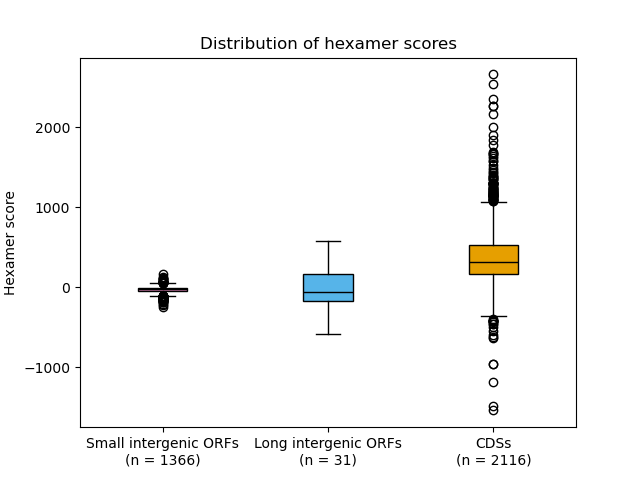 Distribution of hexamer scores
Hexamer score
2000
1000
0
−1000
Small intergenic ORFs
(n = 1366)
Long intergenic ORFs
(n = 31)
CDSs
(n = 2116)